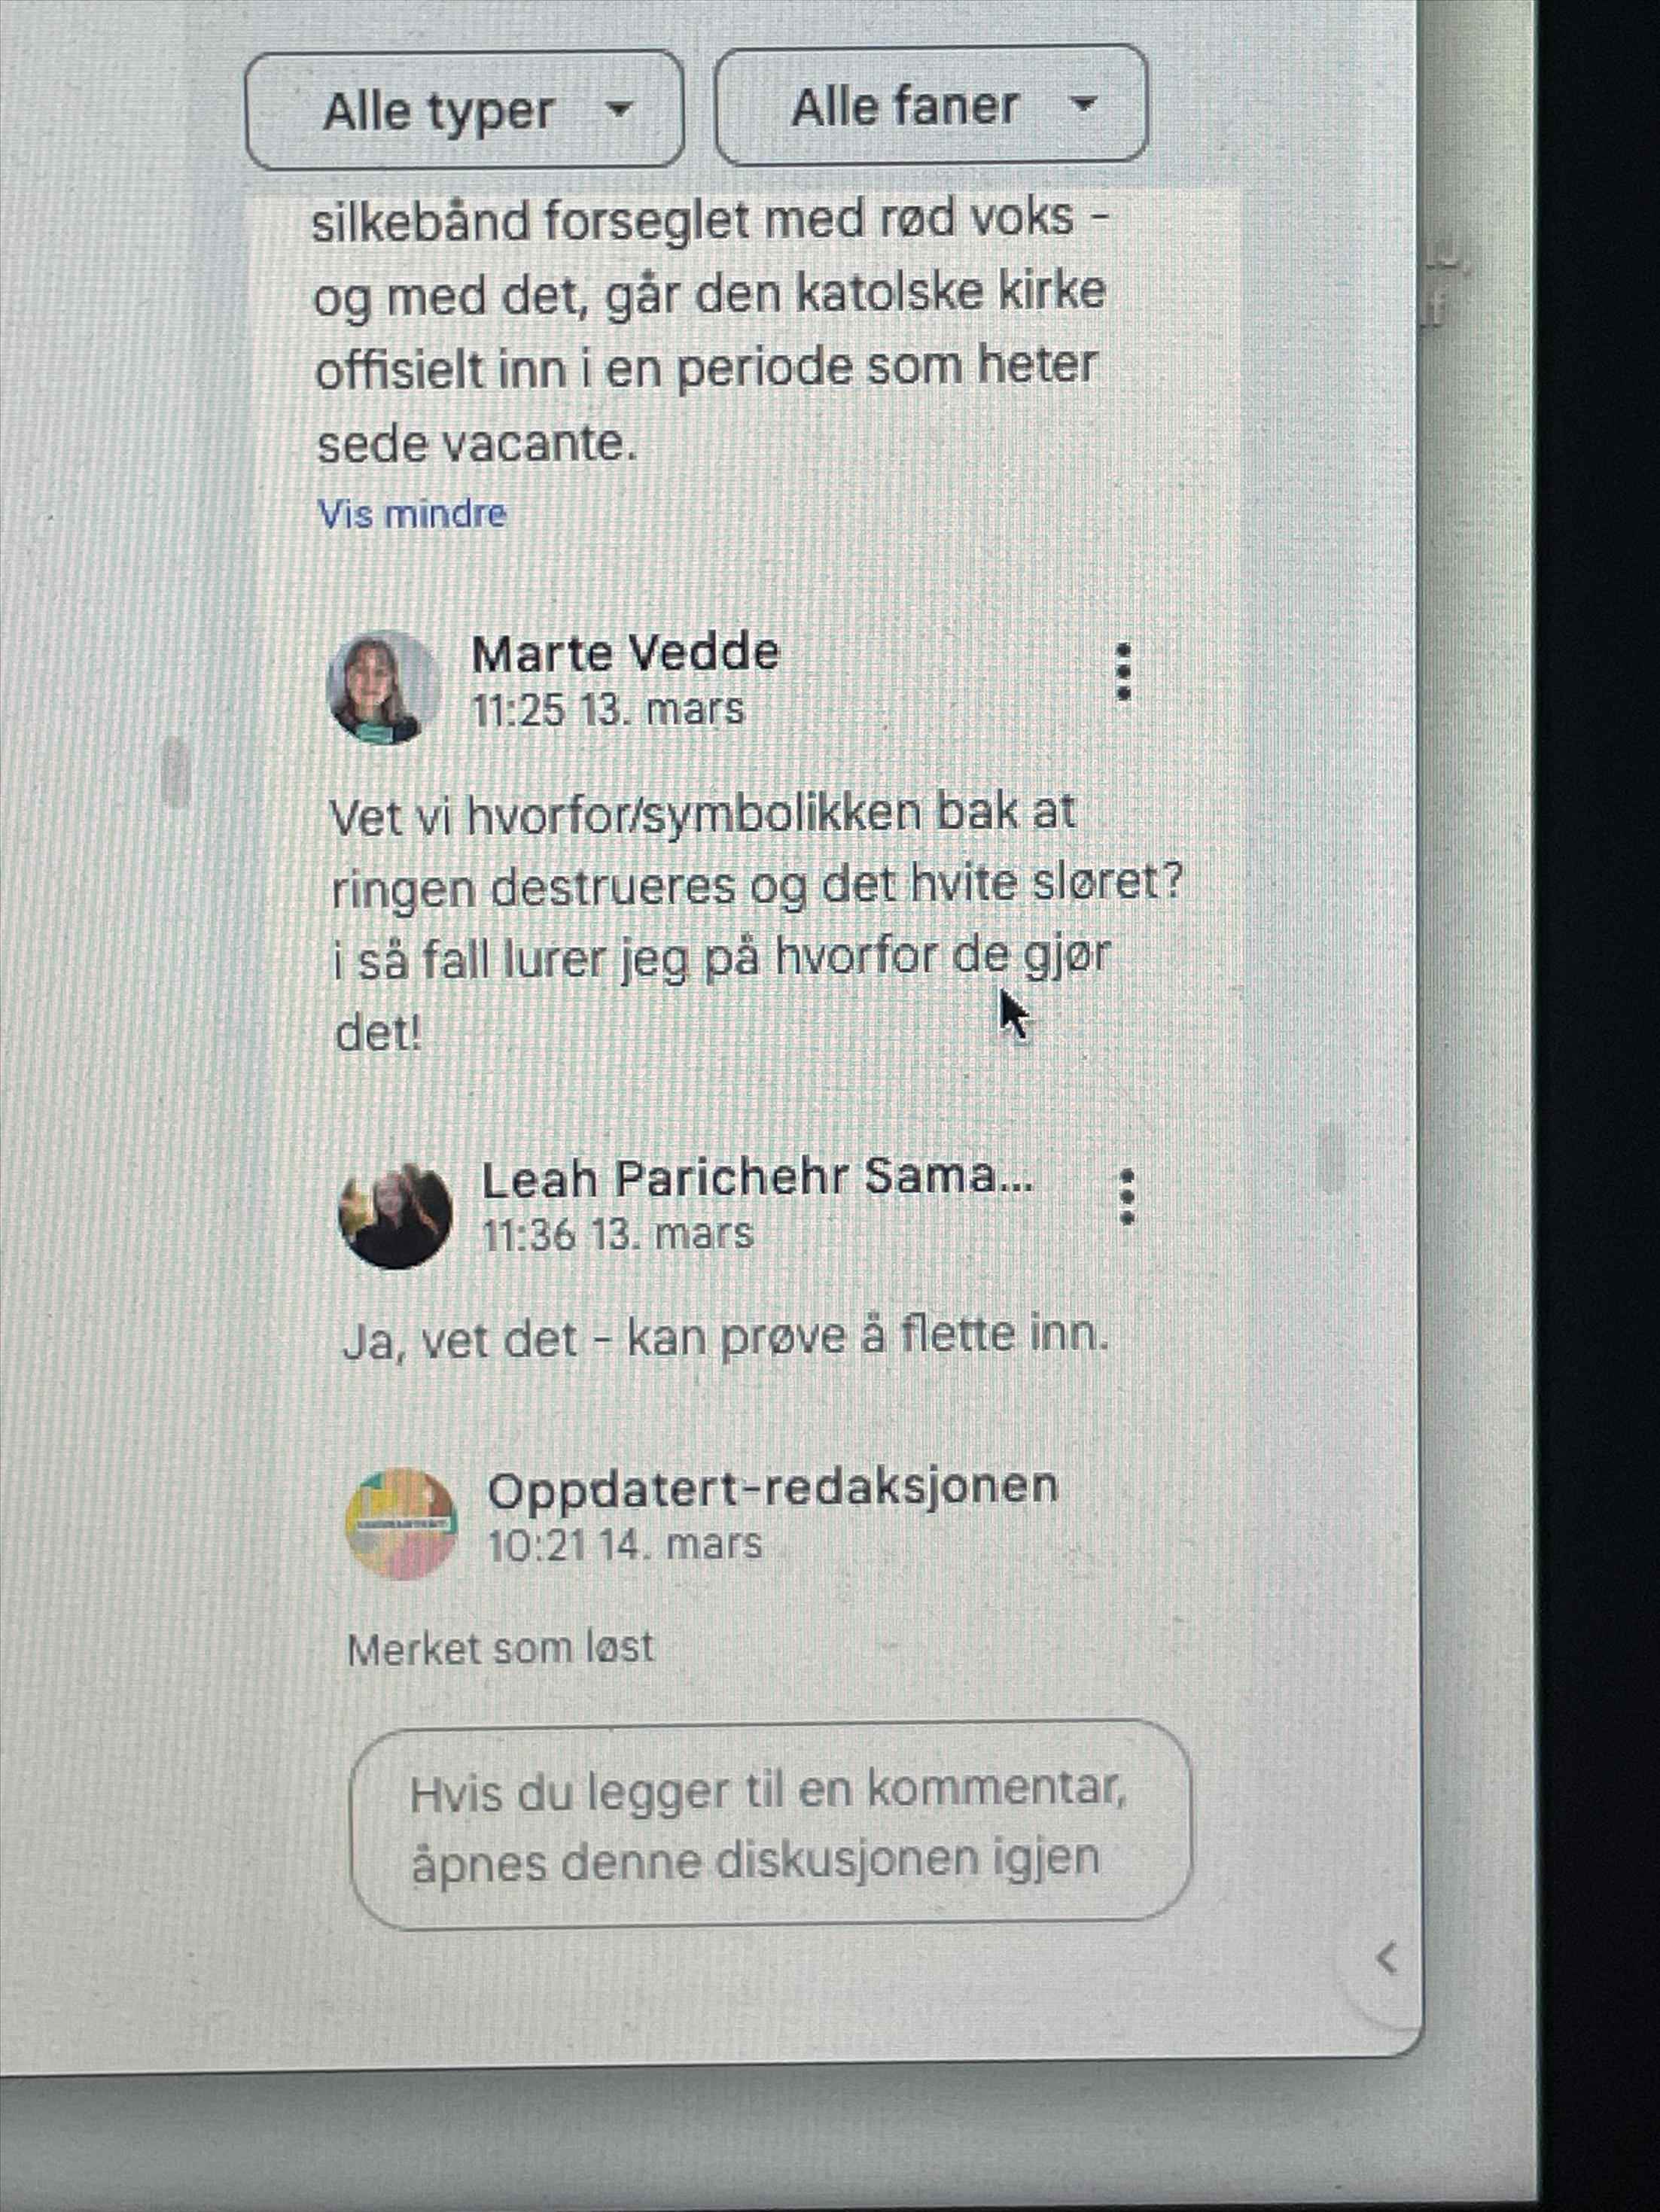 Alle typer
Alle faner
silkebånd forseglet med rød voks -
og med det, går den katolske kirke
offisielt inn i en periode som heter
sede vacante.
Vis mindre
Marte Vedde
11:25 13. mars
Vet vi hvorfor/symbolikken bak at
ringen destrueres og det hvite sløret?
i så fall lurer jeg på hvorfor de gjør
det!
Leah Parichehr Sama...
11:36 13. mars
Ja, vet det - kan prøve å flette inn.
Oppdatert-redaksjonen
10:21 14. mars
Merket som løst
Hvis du legger til en kommentar,
åpnes denne diskusjonen igjen